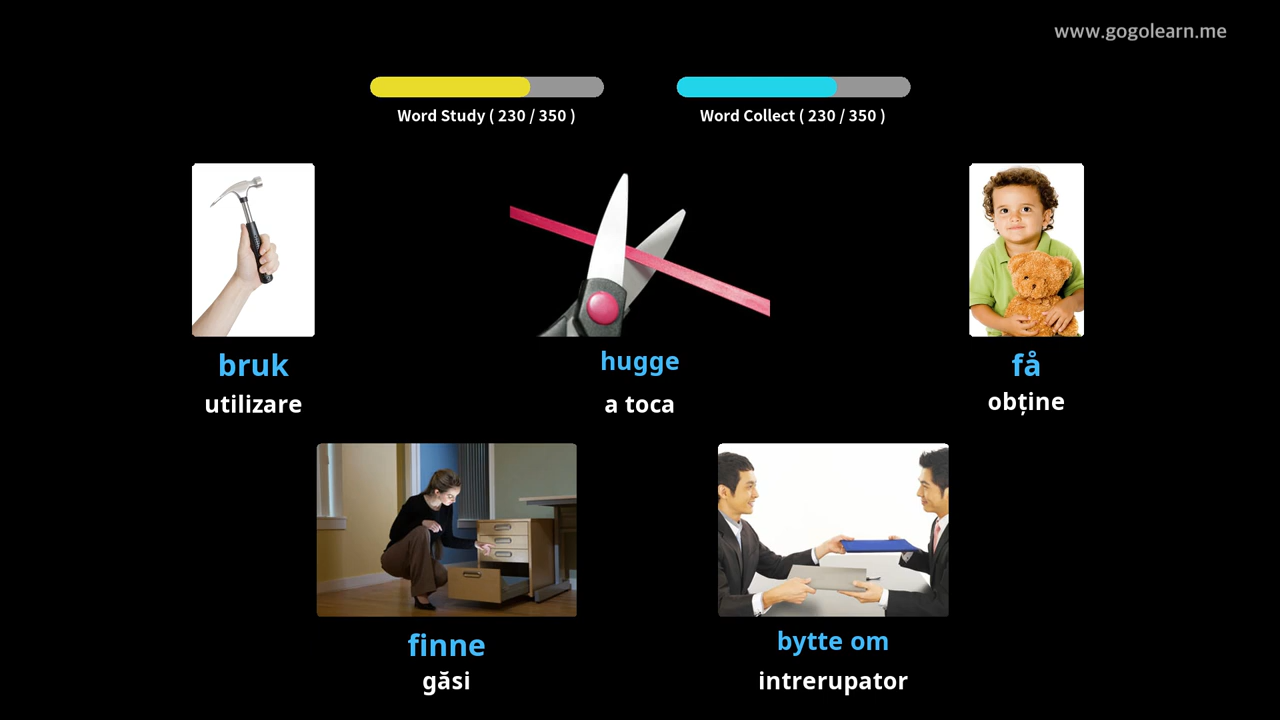 www.gogolearn.me
Word Study ( 230 / 350 )
Word Collect ( 230 / 350 )
bruk
utilizare
hugge
a toca
få
obține
finne
găsi
bytte om
intrerupator